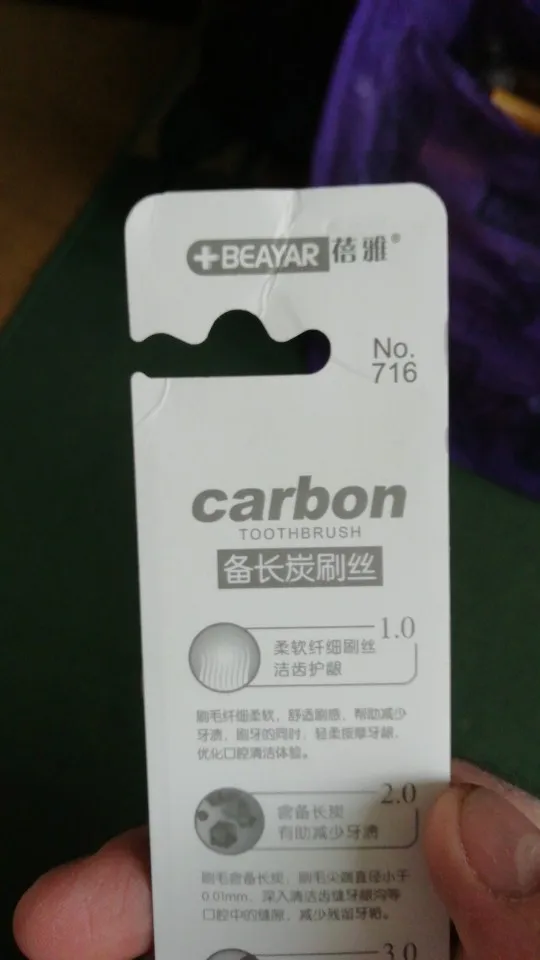 BEAYAR 蓓雅®
No.
716
carbon
TOOTHBRUSH
备长炭刷丝
1.0
柔软纤细刷丝
洁齿护龈
刷毛纤细柔软，舒适刷感，帮助减少
牙渍，刷牙的同时，轻柔按摩牙龈，
优化口腔清洁体验。
2.0
含备长炭
有助减少牙渍
刷毛含备长炭，刷毛尖端直径小于
0.01mm，深入清洁齿缝牙龈沟等
口腔中的缝隙，减少残留牙垢。
3.0